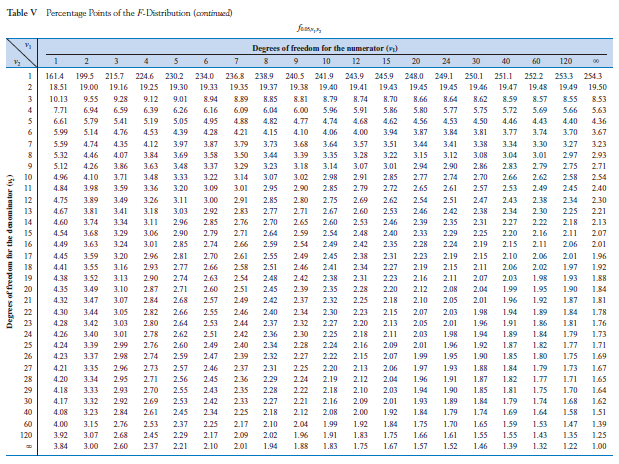 Table V Percentage Points of the F-Distribution (continued)
f0.05,ν₁,ν₂
ν₁ Degrees of freedom for the numerator (ν₁)
ν₂ 1 2 3 4 5 6 7 8 9 10 12 15 20 24 30 40 60 120 ∞
Degrees of freedom for the denominator (ν₂)
1 161.4 199.5 215.7 224.6 230.2 234.0 236.8 238.9 240.5 241.9 243.9 245.9 248.0 249.1 250.1 251.1 252.2 253.3 254.3
2 18.51 19.00 19.16 19.25 19.30 19.33 19.35 19.37 19.38 19.40 19.41 19.43 19.45 19.45 19.46 19.47 19.48 19.49 19.50
3 10.13 9.55 9.28 9.12 9.01 8.94 8.89 8.85 8.81 8.79 8.74 8.70 8.66 8.64 8.62 8.59 8.57 8.55 8.53
4 7.71 6.94 6.59 6.39 6.26 6.16 6.09 6.04 6.00 5.96 5.91 5.86 5.80 5.77 5.75 5.72 5.69 5.66 5.63
5 6.61 5.79 5.41 5.19 5.05 4.95 4.88 4.82 4.77 4.74 4.68 4.62 4.56 4.53 4.50 4.46 4.43 4.40 4.36
6 5.99 5.14 4.76 4.53 4.39 4.28 4.21 4.15 4.10 4.06 4.00 3.94 3.87 3.84 3.81 3.77 3.74 3.70 3.67
7 5.59 4.74 4.35 4.12 3.97 3.87 3.79 3.73 3.68 3.64 3.57 3.51 3.44 3.41 3.38 3.34 3.30 3.27 3.23
8 5.32 4.46 4.07 3.84 3.69 3.58 3.50 3.44 3.39 3.35 3.28 3.22 3.15 3.12 3.08 3.04 3.01 2.97 2.93
9 5.12 4.26 3.86 3.63 3.48 3.37 3.29 3.23 3.18 3.14 3.07 3.01 2.94 2.90 2.86 2.83 2.79 2.75 2.71
10 4.96 4.10 3.71 3.48 3.33 3.22 3.14 3.07 3.02 2.98 2.91 2.85 2.77 2.74 2.70 2.66 2.62 2.58 2.54
11 4.84 3.98 3.59 3.36 3.20 3.09 3.01 2.95 2.90 2.85 2.79 2.72 2.65 2.61 2.57 2.53 2.49 2.45 2.40
12 4.75 3.89 3.49 3.26 3.11 3.00 2.91 2.85 2.80 2.75 2.69 2.62 2.54 2.51 2.47 2.43 2.38 2.34 2.30
13 4.67 3.81 3.41 3.18 3.03 2.92 2.83 2.77 2.71 2.67 2.60 2.53 2.46 2.42 2.38 2.34 2.30 2.25 2.21
14 4.60 3.74 3.34 3.11 2.96 2.85 2.76 2.70 2.65 2.60 2.53 2.46 2.39 2.35 2.31 2.27 2.22 2.18 2.13
15 4.54 3.68 3.29 3.06 2.90 2.79 2.71 2.64 2.59 2.54 2.48 2.40 2.33 2.29 2.25 2.20 2.16 2.11 2.07
16 4.49 3.63 3.24 3.01 2.85 2.74 2.66 2.59 2.54 2.49 2.42 2.35 2.28 2.24 2.19 2.15 2.11 2.06 2.01
17 4.45 3.59 3.20 2.96 2.81 2.70 2.61 2.55 2.49 2.45 2.38 2.31 2.23 2.19 2.15 2.10 2.06 2.01 1.96
18 4.41 3.55 3.16 2.93 2.77 2.66 2.58 2.51 2.46 2.41 2.34 2.27 2.19 2.15 2.11 2.06 2.02 1.97 1.92
19 4.38 3.52 3.13 2.90 2.74 2.63 2.54 2.48 2.42 2.38 2.31 2.23 2.16 2.11 2.07 2.03 1.98 1.93 1.88
20 4.35 3.49 3.10 2.87 2.71 2.60 2.51 2.45 2.39 2.35 2.28 2.20 2.12 2.08 2.04 1.99 1.95 1.90 1.84
21 4.32 3.47 3.07 2.84 2.68 2.57 2.49 2.42 2.37 2.32 2.25 2.18 2.10 2.05 2.01 1.96 1.92 1.87 1.81
22 4.30 3.44 3.05 2.82 2.66 2.55 2.46 2.40 2.34 2.30 2.23 2.15 2.07 2.03 1.98 1.94 1.89 1.84 1.78
23 4.28 3.42 3.03 2.80 2.64 2.53 2.44 2.37 2.32 2.27 2.20 2.13 2.05 2.01 1.96 1.91 1.86 1.81 1.76
24 4.26 3.40 3.01 2.78 2.62 2.51 2.42 2.36 2.30 2.25 2.18 2.11 2.03 1.98 1.94 1.89 1.84 1.79 1.73
25 4.24 3.39 2.99 2.76 2.60 2.49 2.40 2.34 2.28 2.24 2.16 2.09 2.01 1.96 1.92 1.87 1.82 1.77 1.71
26 4.23 3.37 2.98 2.74 2.59 2.47 2.39 2.32 2.27 2.22 2.15 2.07 1.99 1.95 1.90 1.85 1.80 1.75 1.69
27 4.21 3.35 2.96 2.73 2.57 2.46 2.37 2.31 2.25 2.20 2.13 2.06 1.97 1.93 1.88 1.84 1.79 1.73 1.67
28 4.20 3.34 2.95 2.71 2.56 2.45 2.36 2.29 2.24 2.19 2.12 2.04 1.96 1.91 1.87 1.82 1.77 1.71 1.65
29 4.18 3.33 2.93 2.70 2.55 2.43 2.35 2.28 2.22 2.18 2.10 2.03 1.94 1.90 1.85 1.81 1.75 1.70 1.64
30 4.17 3.32 2.92 2.69 2.53 2.42 2.33 2.27 2.21 2.16 2.09 2.01 1.93 1.89 1.84 1.79 1.74 1.68 1.62
40 4.08 3.23 2.84 2.61 2.45 2.34 2.25 2.18 2.12 2.08 2.00 1.92 1.84 1.79 1.74 1.69 1.64 1.58 1.51
60 4.00 3.15 2.76 2.53 2.37 2.25 2.17 2.10 2.04 1.99 1.92 1.84 1.75 1.70 1.65 1.59 1.53 1.47 1.39
120 3.92 3.07 2.68 2.45 2.29 2.17 2.09 2.02 1.96 1.91 1.83 1.75 1.66 1.61 1.55 1.55 1.43 1.35 1.25
∞ 3.84 3.00 2.60 2.37 2.21 2.10 2.01 1.94 1.88 1.83 1.75 1.67 1.57 1.52 1.46 1.39 1.32 1.22 1.00